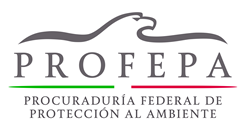 PROFEPA
PROCURADURÍA FEDERAL DE
PROTECCIÓN AL AMBIENTE